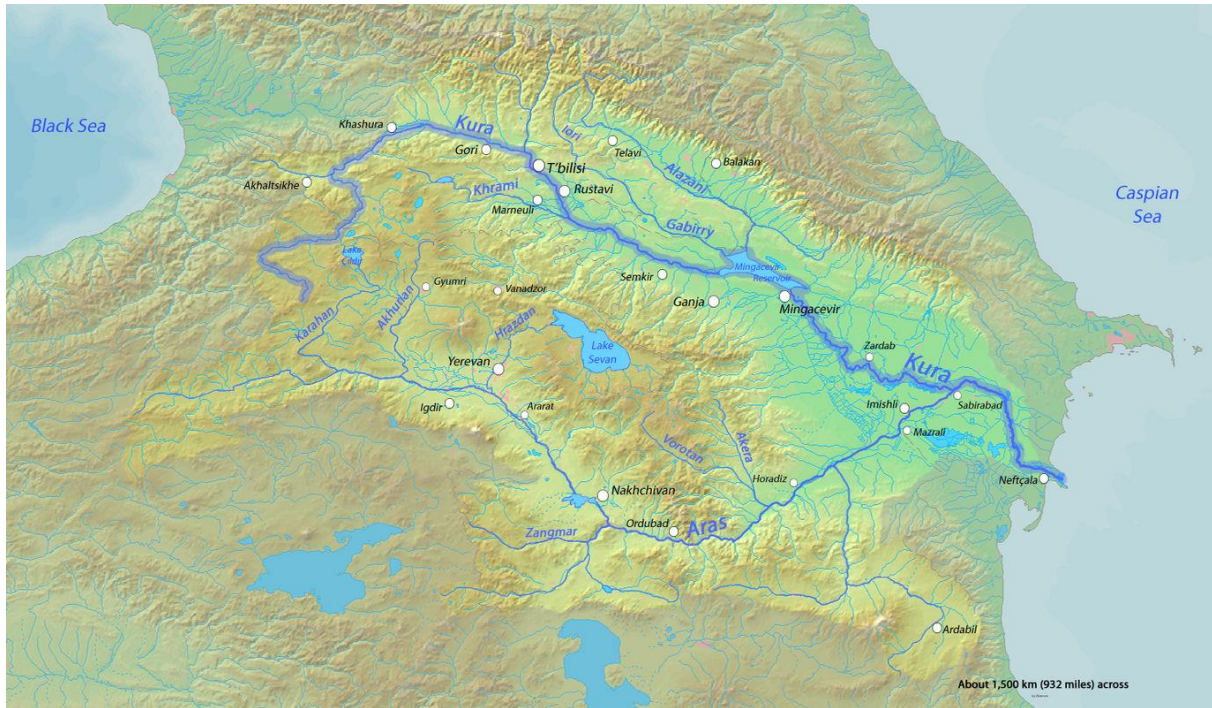 Black Sea
Khashura
Kura
Gori
Iori
Telavi
T'bilisi
Balakan
Alazani
Akhaltsikhe
Khrami
Rustavi
Marneuli
Caspian
Sea
Gabirry
Lake
Çıldır
Semkir
Mingacevir
Reservoir
Gyumri
Vanadzor
Ganja
Mingacevir
Karahan
Akhurian
Hrazdan
Lake
Sevan
Zardab
Kura
Yerevan
Igdir
Ararat
Imishli
Sabirabad
Mazrali
Vorotan
Akera
Horadiz
Neftçala
Nakhchivan
Zangmar
Ordubad
Aras
Ardabil
About 1,500 km (932 miles) across